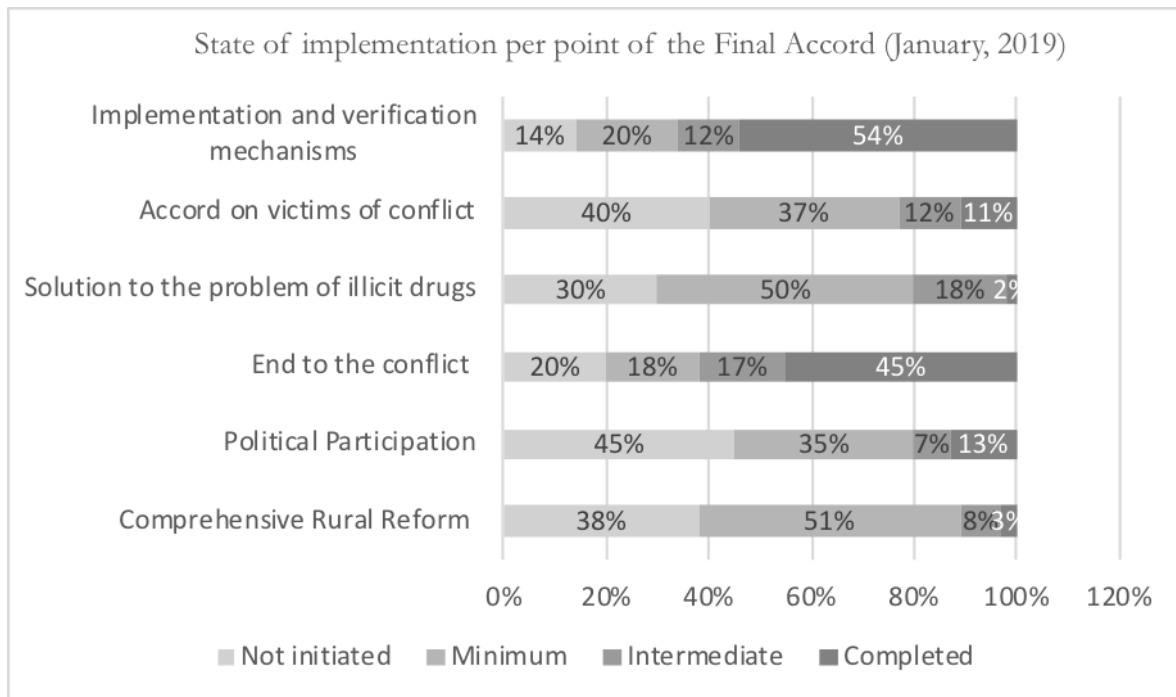 State of implementation per point of the Final Accord (January, 2019)
Implementation and verification
mechanisms
14% 20% 12% 54%
Accord on victims of conflict
40% 37% 12% 11%
Solution to the problem of illicit drugs
30% 50% 18% 2%
End to the conflict
20% 18% 17% 45%
Political Participation
45% 35% 7% 13%
Comprehensive Rural Reform
38% 51% 8% 3%
0% 20% 40% 60% 80% 100% 120%
Not initiated Minimum Intermediate Completed